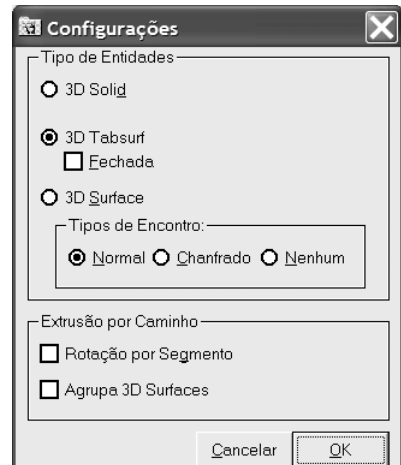 Configurações
Tipo de Entidades
3D Solid
3D Tabsurf
Fechada
3D Surface
Tipos de Encontro:
Normal Chanfrado Nenhum
Extrusão por Caminho
Rotação por Segmento
Agrupa 3D Surfaces
Cancelar OK